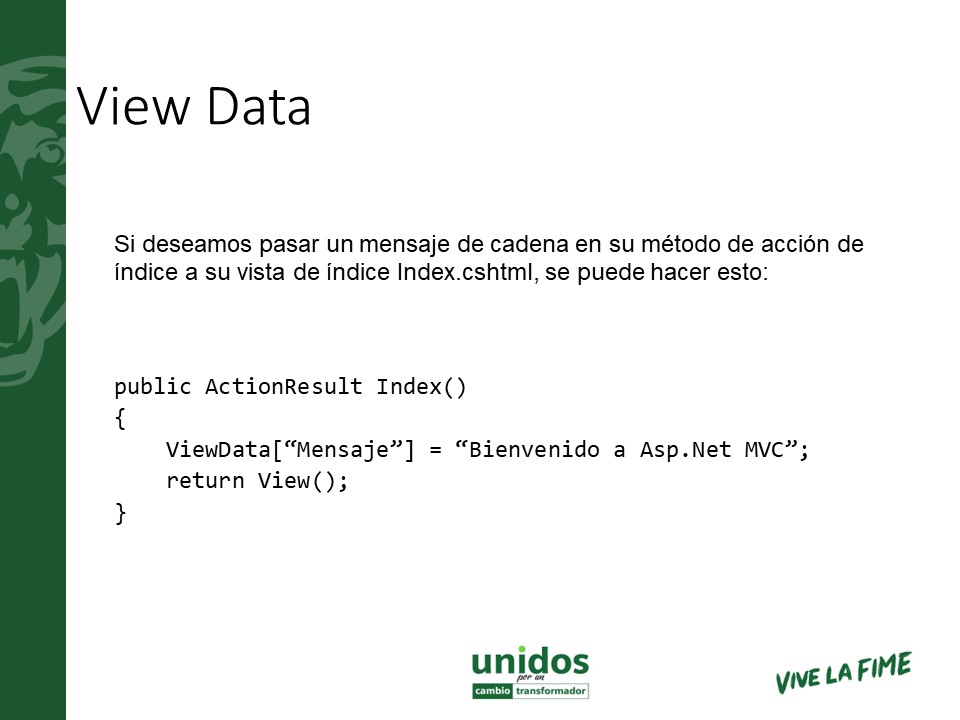 View Data
Si deseamos pasar un mensaje de cadena en su método de acción de
índice a su vista de índice Index.cshtml, se puede hacer esto:
public ActionResult Index()
{
    ViewData[“Mensaje”] = “Bienvenido a Asp.Net MVC”;
    return View();
}
unidos
por un
cambio transformador
VIVE LA FIME